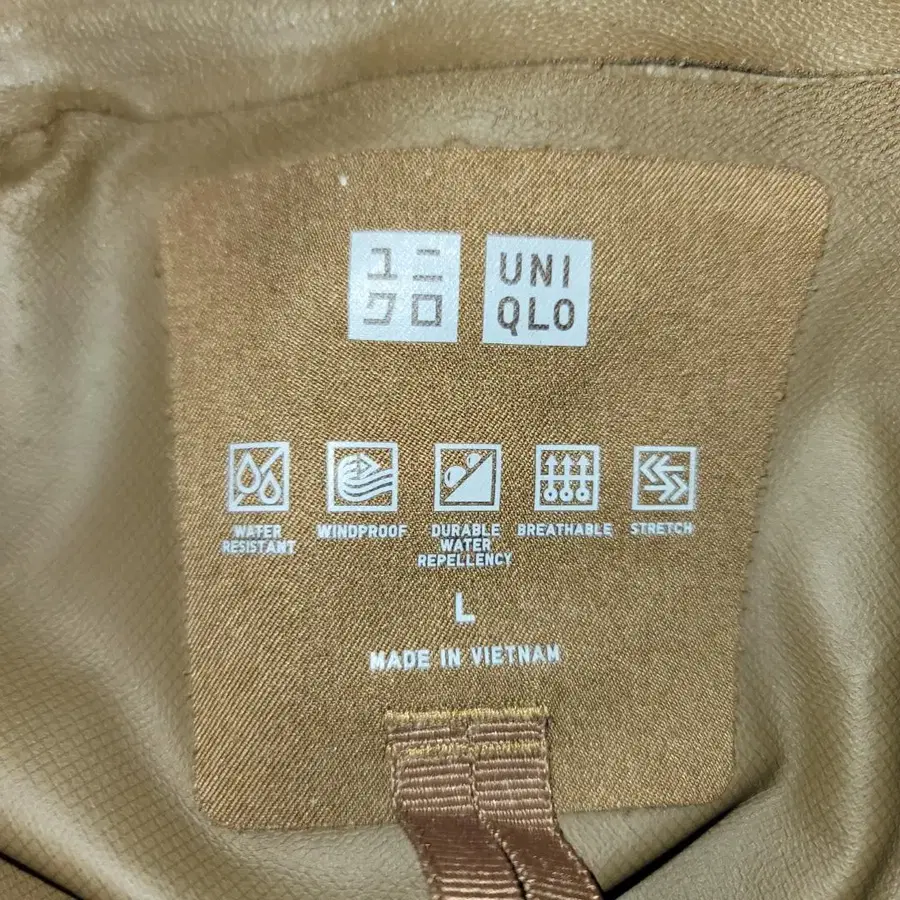 ユニ
クロ
UNI
QLO
WATER
RESISTANT
WINDPROOF
DURABLE
WATER
REPELLENCY
BREATHABLE
STRETCH
L
MADE IN VIETNAM